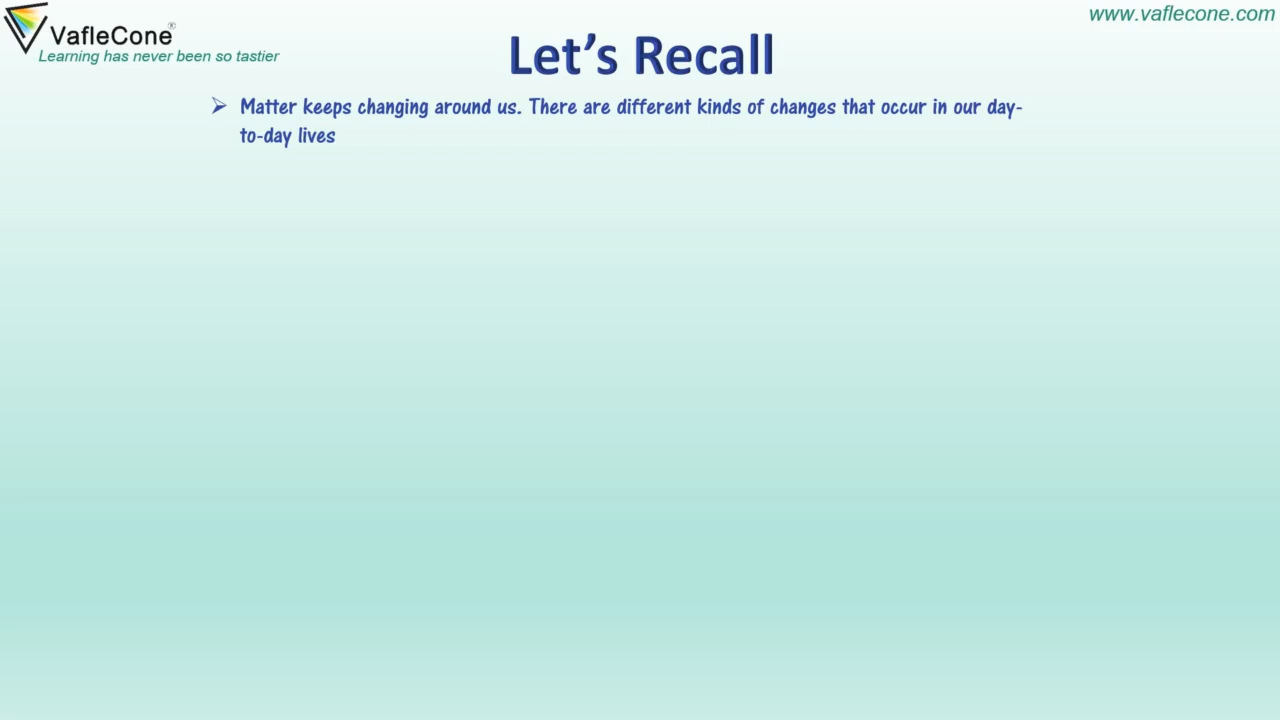 VafleCone®
Learning has never been so tastier
www.vaflecone.com
Let's Recall
➢ Matter keeps changing around us. There are different kinds of changes that occur in our day-
to-day lives